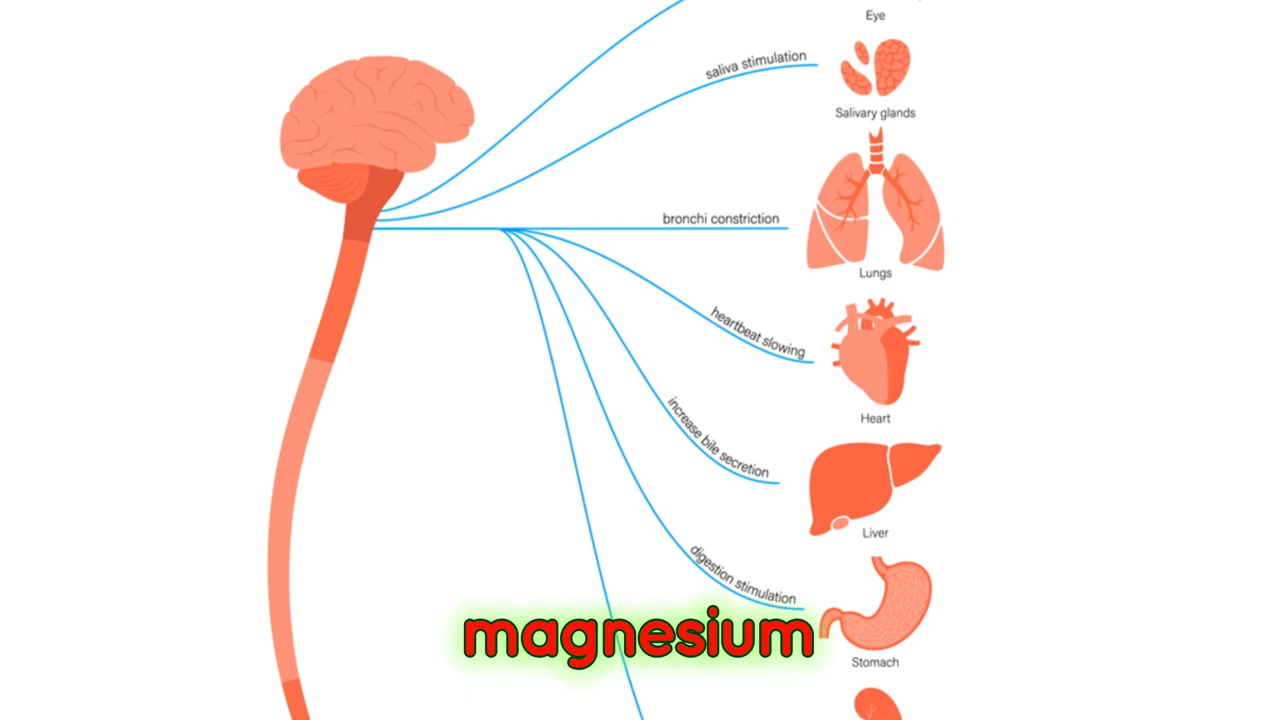 Eye
saliva stimulation
Salivary glands
bronchi constriction
Lungs
heartbeat slowing
Heart
increase bile secretion
Liver
digestion stimulation
magnesium
Stomach